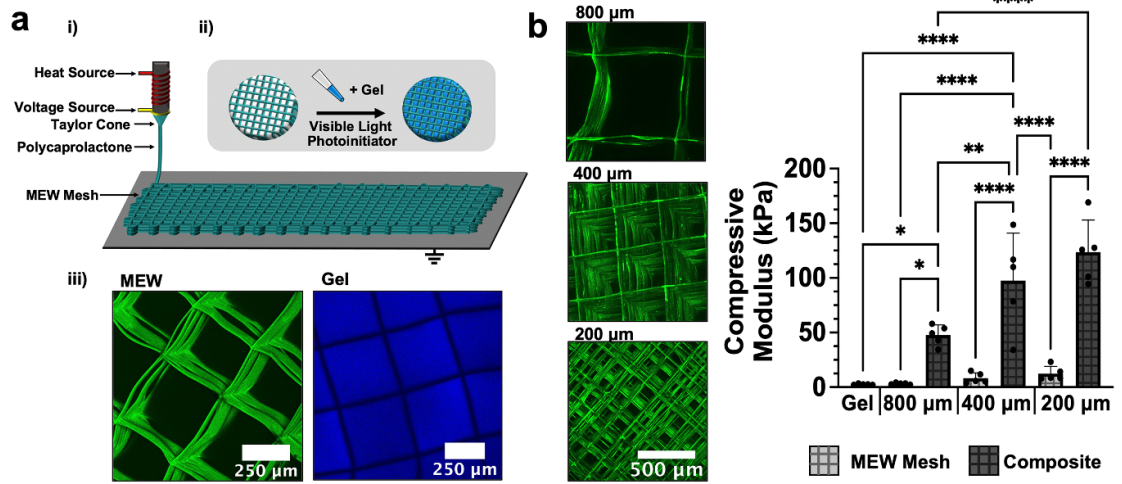 a
i)
ii)
Heat Source
Voltage Source
Taylor Cone
Polycaprolactone
MEW Mesh
+ Gel
Visible Light
Photoinitiator
iii)
MEW
Gel
250 µm
250 µm
b
800 µm
400 µm
200 µm
500 µm
****
****
****
****
**
****
****
*
*
Compressive
Modulus (kPa)
200
150
100
50
0
Gel
800 µm
400 µm
200 µm
MEW Mesh
Composite